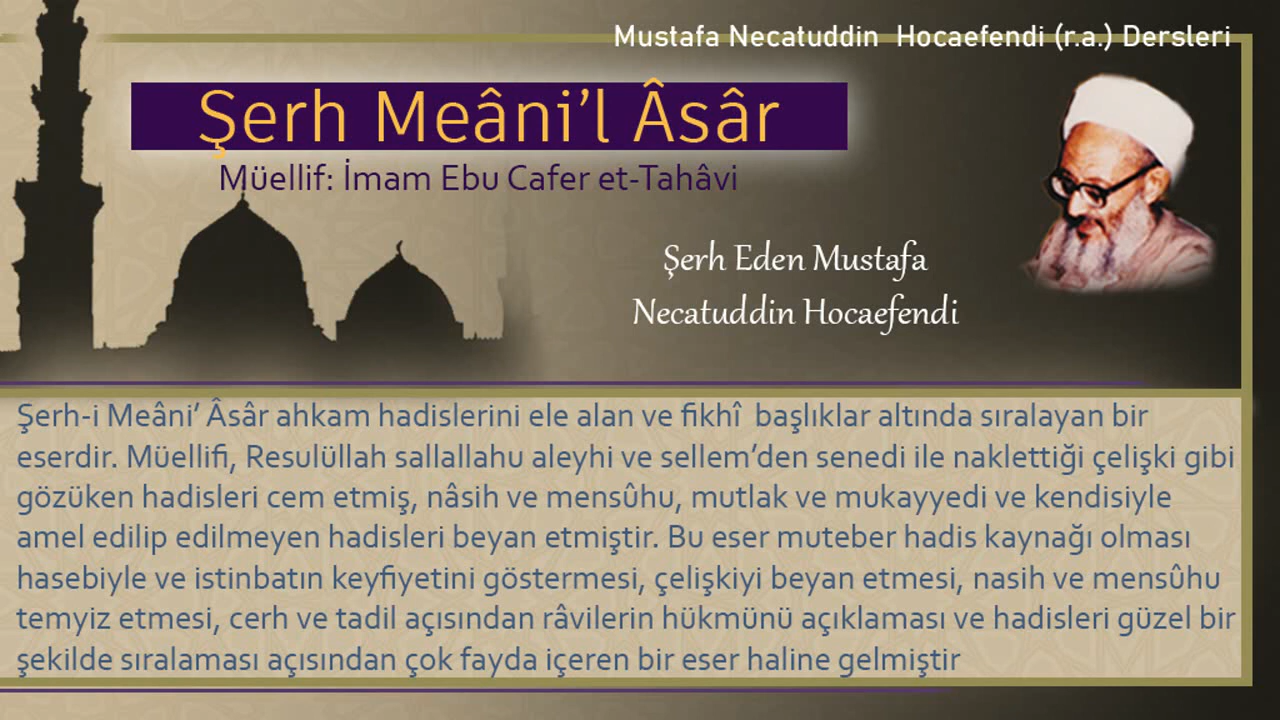 Mustafa Necatuddin Hocaefendi (r.a.) Dersleri
Şerh Meâni’l Âsâr
Müellif: İmam Ebu Cafer et-Tahâvi
Şerh Eden Mustafa
Necatuddin Hocaefendi
Şerh-i Meâni’ Âsâr ahkam hadislerini ele alan ve fikhî başlıklar altında sıralayan bir
eserdir. Müellifi, Resulüllah sallallahu aleyhi ve sellem’den senedi ile naklettiği çelişki gibi
gözüken hadisleri cem etmiş, nâsih ve mensûhu, mutlak ve mukayyedi ve kendisiyle
amel edilip edilmeyen hadisleri beyan etmiştir. Bu eser muteber hadis kaynağı olması
hasebiyle ve istinbatın keyfiyetini göstermesi, çelişkiyi beyan etmesi, nasih ve mensûhu
temyiz etmesi, cerh ve tadil açısından râvilerin hükmünü açıklaması ve hadisleri güzel bir
şekilde sıralaması açısından çok fayda içeren bir eser haline gelmiştir